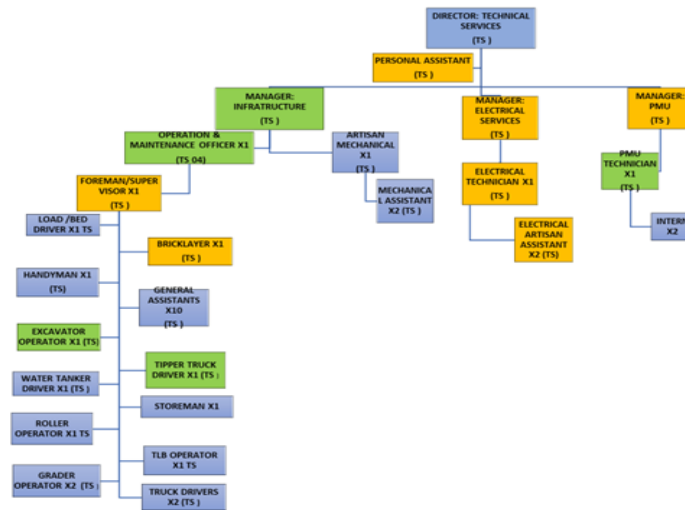 DIRECTOR: TECHNICAL
SERVICES
(TS )
PERSONAL ASSISTANT
(TS )
MANAGER:
INFRATRUCTURE
(TS )
MANAGER:
ELECTRICAL SERVICES
(TS )
MANAGER:
PMU
(TS )
OPERATION &
MAINTENANCE OFFICER X1
(TS 04)
ARTISAN
MECHANICAL X1
(TS )
PMU
TECHNICIAN
X1
(TS )
FOREMAN/SUPER
VISOR X1
(TS )
MECHANICA
L ASSISTANT
X2 (TS )
ELECTRICAL
TECHNICIAN X1
(TS )
INTERN
X2
LOAD /BED
DRIVER X1 TS
BRICKLAYER X1
(TS )
ELECTRICAL
ARTISAN
ASSISTANT
X2 (TS)
HANDYMAN X1
(TS)
GENERAL
ASSISTANTS
X10
(TS )
EXCAVATOR
OPERATOR X1 (TS)
TIPPER TRUCK
DRIVER X1 (TS )
WATER TANKER
DRIVER X1 (TS )
STOREMAN X1
ROLLER
OPERATOR X1 TS
TLB OPERATOR
X1 TS
GRADER
OPERATOR X2 (TS )
TRUCK DRIVERS
X2 (TS )